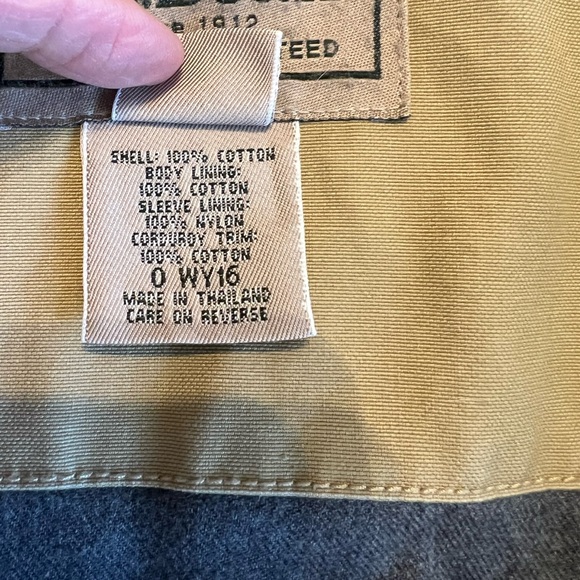 1912
TEED
SHELL: 100% COTTON
BODY LINING:
100% COTTON
SLEEVE LINING:
100% NYLON
CORDUROY TRIM:
100% COTTON
0 WY16
MADE IN THAILAND
CARE ON REVERSE